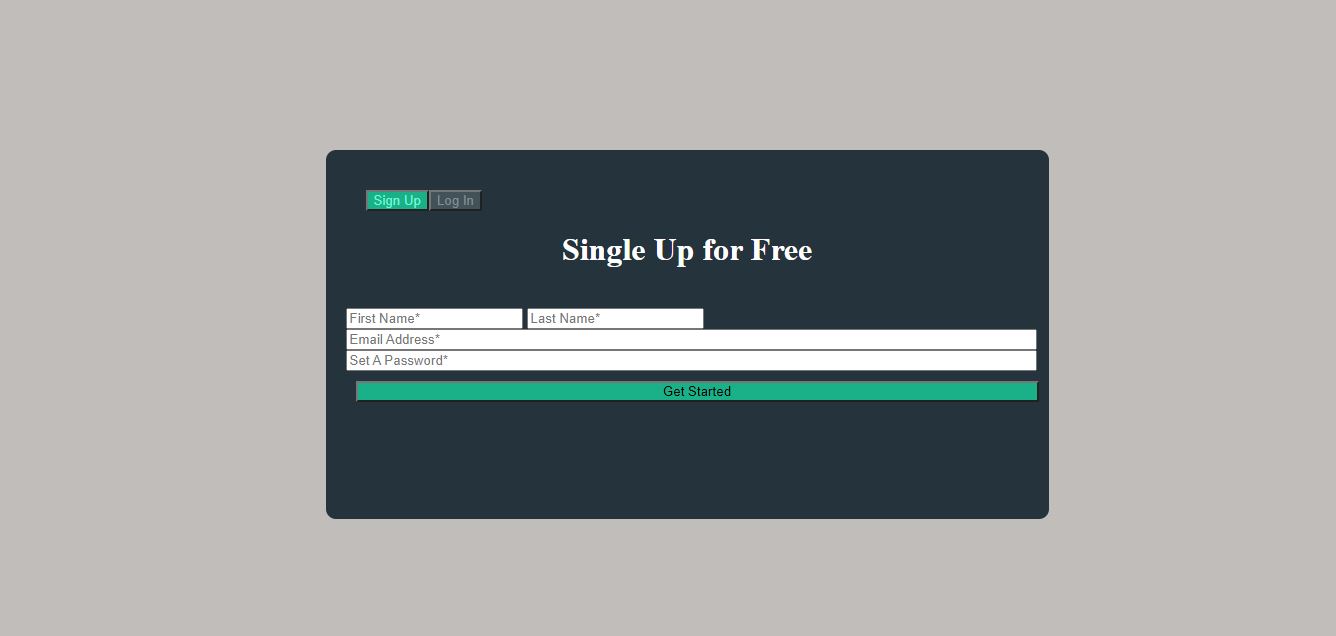 Sign Up Log In
Single Up for Free
First Name* Last Name*
Email Address*
Set A Password*
Get Started